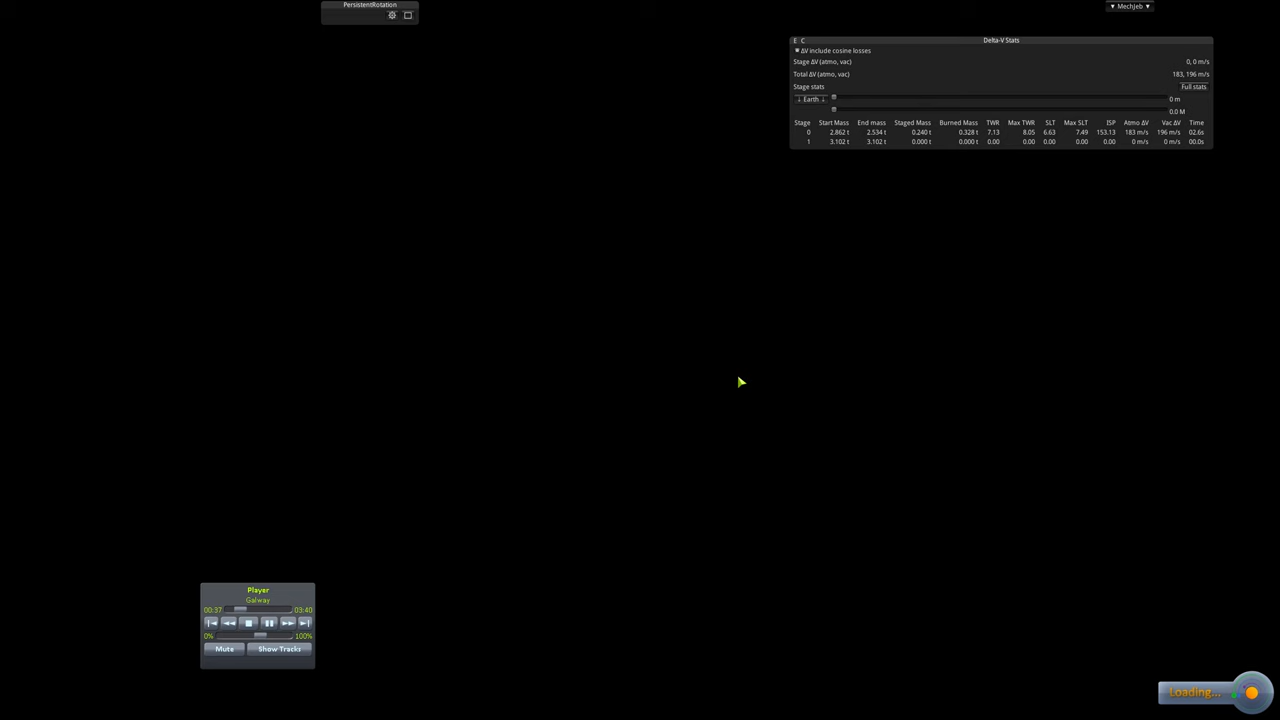 PersistentRotation
▼ MechJeb ▼
E C Delta-V Stats
ΔV include cosine losses
Stage ΔV (atmo, vac) 0, 0 m/s
Total ΔV (atmo, vac) 183, 196 m/s
Stage stats Full stats
↓ Earth ↓ 0 m
0.0 M
Stage Start Mass End mass Staged Mass Burned Mass TWR Max TWR SLT Max SLT ISP Atmo ΔV Vac ΔV Time
0 2.862 t 2.534 t 0.240 t 0.328 t 7.13 8.05 6.63 7.49 153.13 183 m/s 196 m/s 02.6s
1 3.102 t 3.102 t 0.000 t 0.000 t 0.00 0.00 0.00 0.00 0.00 0 m/s 0 m/s 00.0s
Player
Galway
00:37 03:40
0% 100%
Mute Show Tracks
Loading...